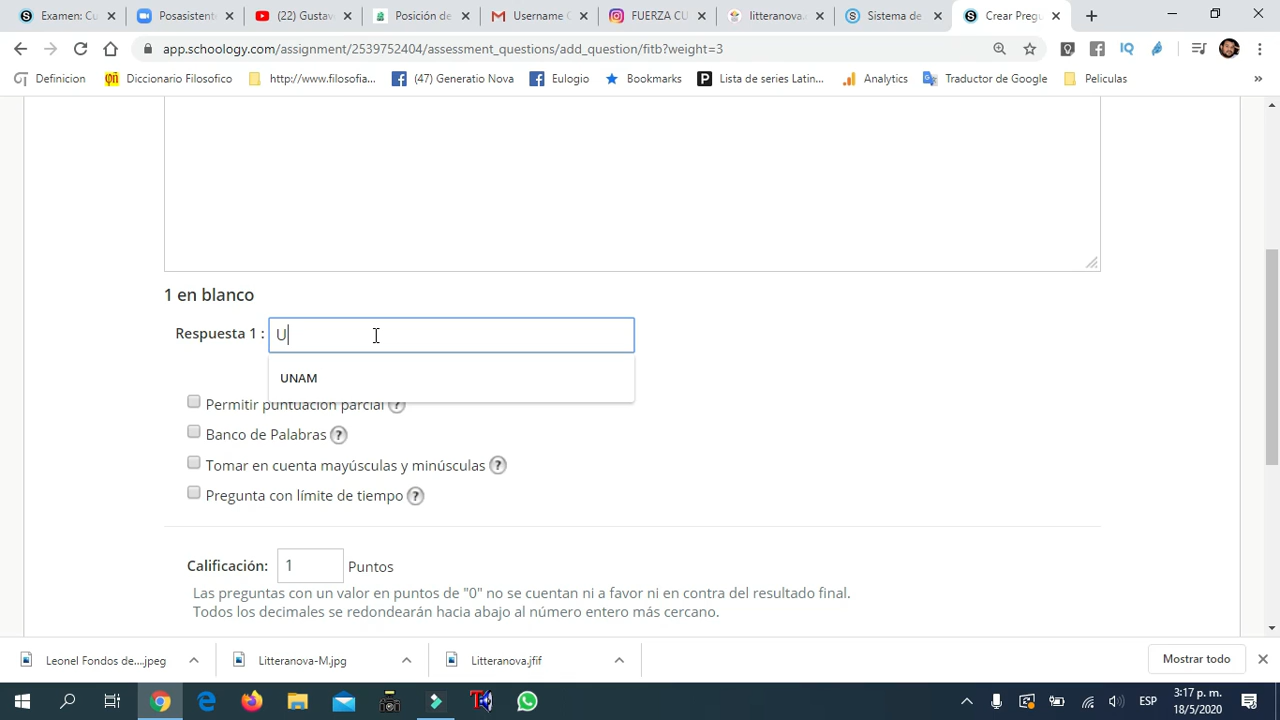 Examen: Cu
Posasistente
(22) Gustav
Posición de
Username C
FUERZA CU
litteranova.
Sistema de
Crear Pregu
app.schoology.com/assignment/2539752404/assessment_questions/add_question/fitb?weight=3
Definicion
Diccionario Filosofico
http://www.filosofia...
(47) Generatio Nova
Eulogio
Bookmarks
Lista de series Latin...
Analytics
Traductor de Google
Peliculas
»
1 en blanco
Respuesta 1 : U
UNAM
Permitir puntuación parcial ?
Banco de Palabras ?
Tomar en cuenta mayúsculas y minúsculas ?
Pregunta con límite de tiempo ?
Calificación: 1 Puntos
Las preguntas con un valor en puntos de "0" no se cuentan ni a favor ni en contra del resultado final.
Todos los decimales se redondearán hacia abajo al número entero más cercano.
Leonel Fondos de....jpeg
Litteranova-M.jpg
Litteranova.jfif
Mostrar todo
ESP
3:17 p. m.
18/5/2020